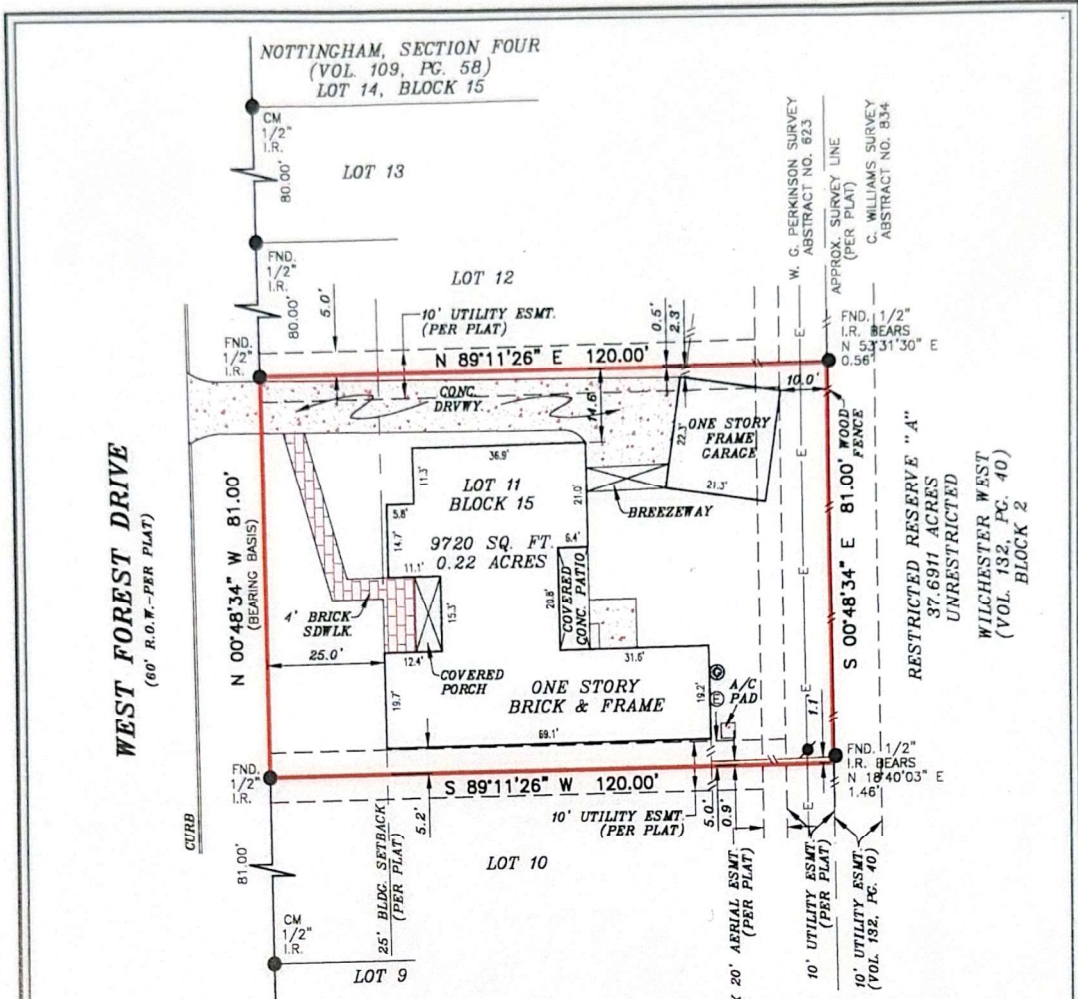 NOTTINGHAM, SECTION FOUR
(VOL. 109, PG. 58)
LOT 14, BLOCK 15
CM
1/2"
I.R.
80.00'
LOT 13
FND.
1/2"
I.R.
80.00'
5.0'
LOT 12
10' UTILITY ESMT.
(PER PLAT)
0.5'
2.3'
W. G. PERKINSON SURVEY
ABSTRACT NO. 623
APPROX. SURVEY LINE
(PER PLAT)
C. WILLIAMS SURVEY
ABSTRACT NO. 834
FND.
1/2"
I.R.
N 89°11'26" E 120.00'
FND. 1/2"
I.R. BEARS
N 53°31'30" E
0.56'
10.0'
CONC.
DRVWY.
14.6'
22.3'
ONE STORY
FRAME
GARAGE
21.3'
WOOD
FENCE
WEST FOREST DRIVE
(60' R.O.W.-PER PLAT)
N 00°48'34" W 81.00'
(BEARING BASIS)
36.9'
11.3'
LOT 11
BLOCK 15
21.0'
BREEZEWAY
5.8'
14.7'
9720 SQ. FT.
0.22 ACRES
6.4'
11.1'
15.3'
20.8'
COVERED
CONC. PATIO
4' BRICK
SDWLK.
25.0'
12.4'
COVERED
PORCH
31.6'
19.7'
ONE STORY
BRICK & FRAME
19.2'
G
E
A/C
PAD
69.1'
E
E
E
E
E
1.1'
S 00°48'34" E 81.00'
RESTRICTED RESERVE "A"
37.6911 ACRES
UNRESTRICTED
WILCHESTER WEST
(VOL. 132, PG. 40)
BLOCK 2
FND.
1/2"
I.R.
S 89°11'26" W 120.00'
FND. 1/2"
I.R. BEARS
N 18°40'03" E
1.46'
CURB
81.00'
25' BLDG. SETBACK
(PER PLAT)
5.2'
10' UTILITY ESMT.
(PER PLAT)
5.0'
0.9'
LOT 10
20' AERIAL ESMT.
(PER PLAT)
10' UTILITY ESMT.
(PER PLAT)
10' UTILITY ESMT.
(VOL. 132, PG. 40)
CM
1/2"
I.R.
LOT 9